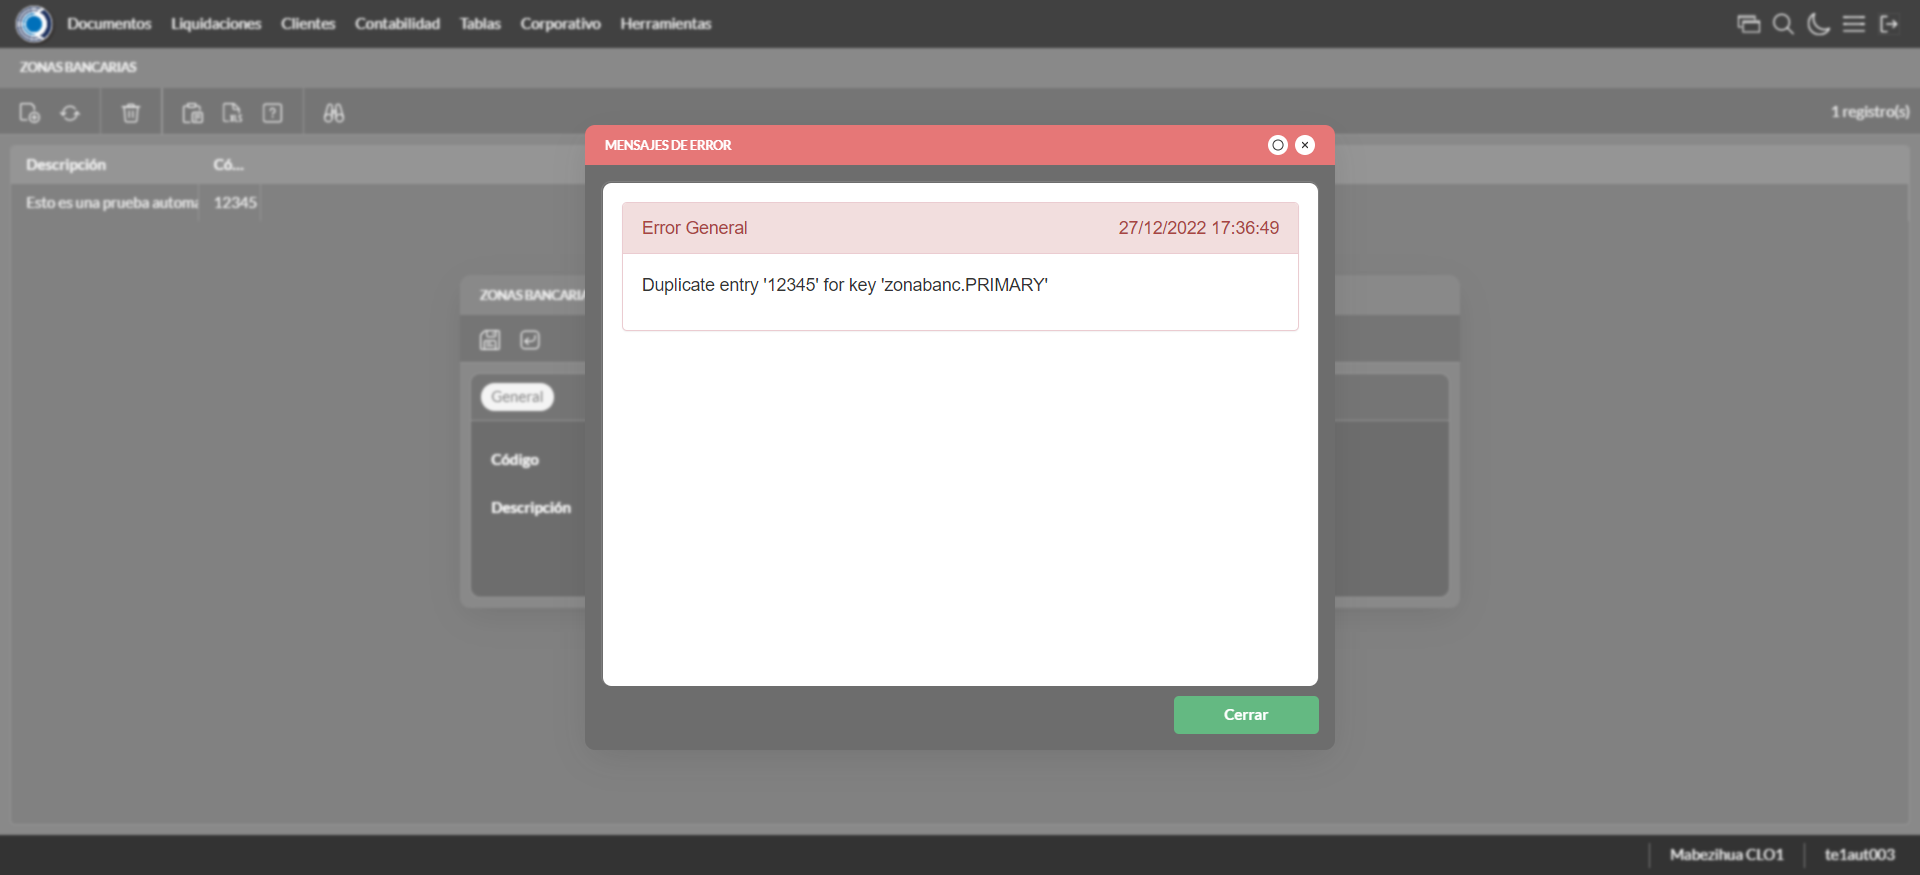 Documentos Liquidaciones Clientes Contabilidad Tablas Corporativo Herramientas
ZONAS BANCARIAS
1 registro(s)
Descripción Có...
Esto es una prueba automa 12345
MENSAJES DE ERROR
Error General 27/12/2022 17:36:49
Duplicate entry '12345' for key 'zonabanc.PRIMARY'
ZONAS BANCARIA
General
Código
Descripción
Cerrar
Mabezihua CLO1 te1aut003